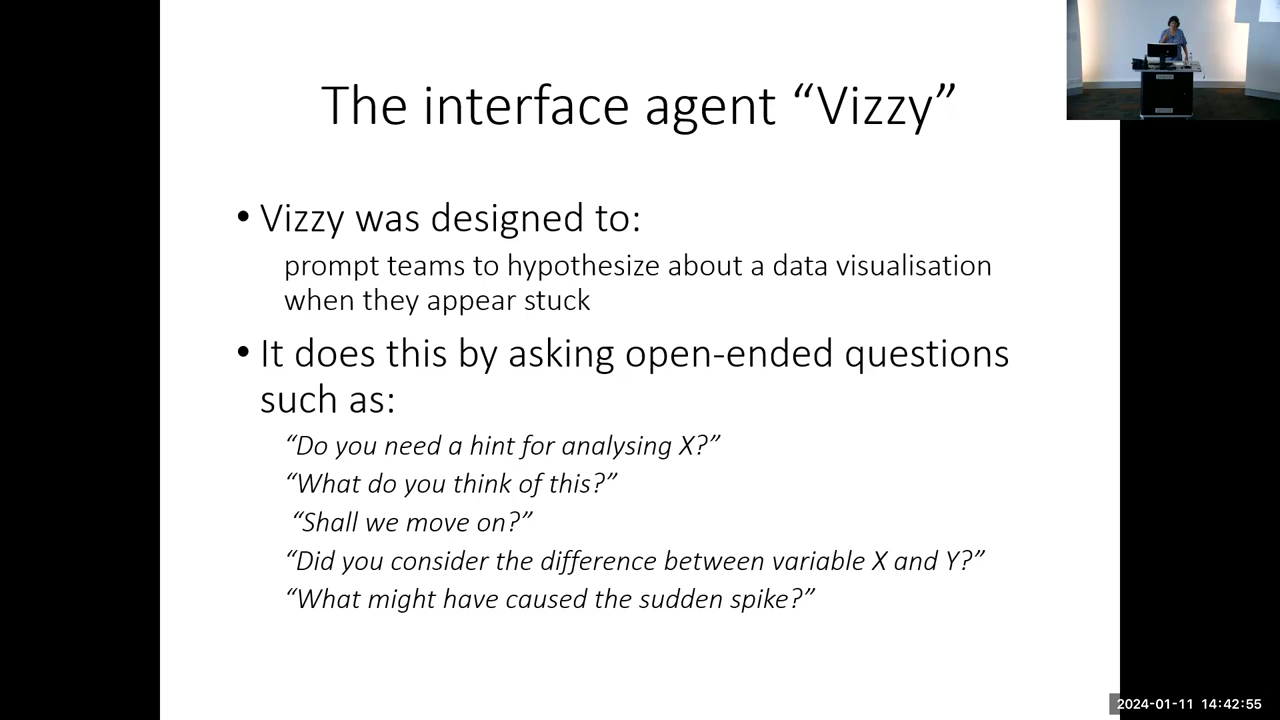 The interface agent “Vizzy”
• Vizzy was designed to:
prompt teams to hypothesize about a data visualisation
when they appear stuck
• It does this by asking open-ended questions
such as:
“Do you need a hint for analysing X?”
“What do you think of this?”
“Shall we move on?”
“Did you consider the difference between variable X and Y?”
“What might have caused the sudden spike?”
2024-01-11 14:42:55